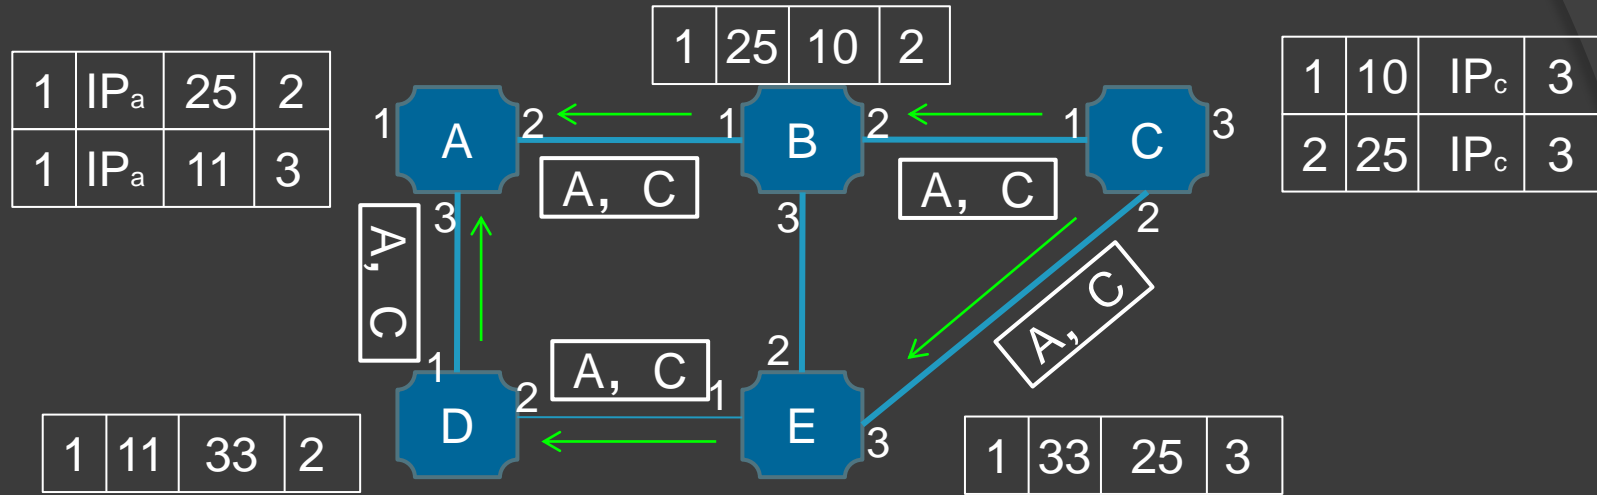 1 25 10 2
1 IPa 25 2
1 IPa 11 3
1 10 IPc 3
2 25 IPc 3
1 A 2 1 B 2 1 C 3
A, C
A, C
3 3 2
A, C
A, C
1 2
A, C
2 1
D E
3
1 11 33 2
1 33 25 3